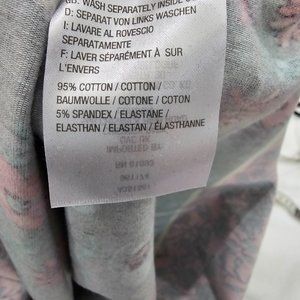 GB: WASH SEPARATELY INSIDE
D: SEPARAT VON LINKS WASCHEN
I: LAVARE AL ROVESCIO
SEPARATAMENTE
F: LAVER SÉPARÉMENT À SUR
L'ENVERS
95% COTTON / COTTON /
BAUMWOLLE / COTONE / COTON
5% SPANDEX / ELASTANE /
ELASTHAN / ELASTAN / ÉLASTHANNE